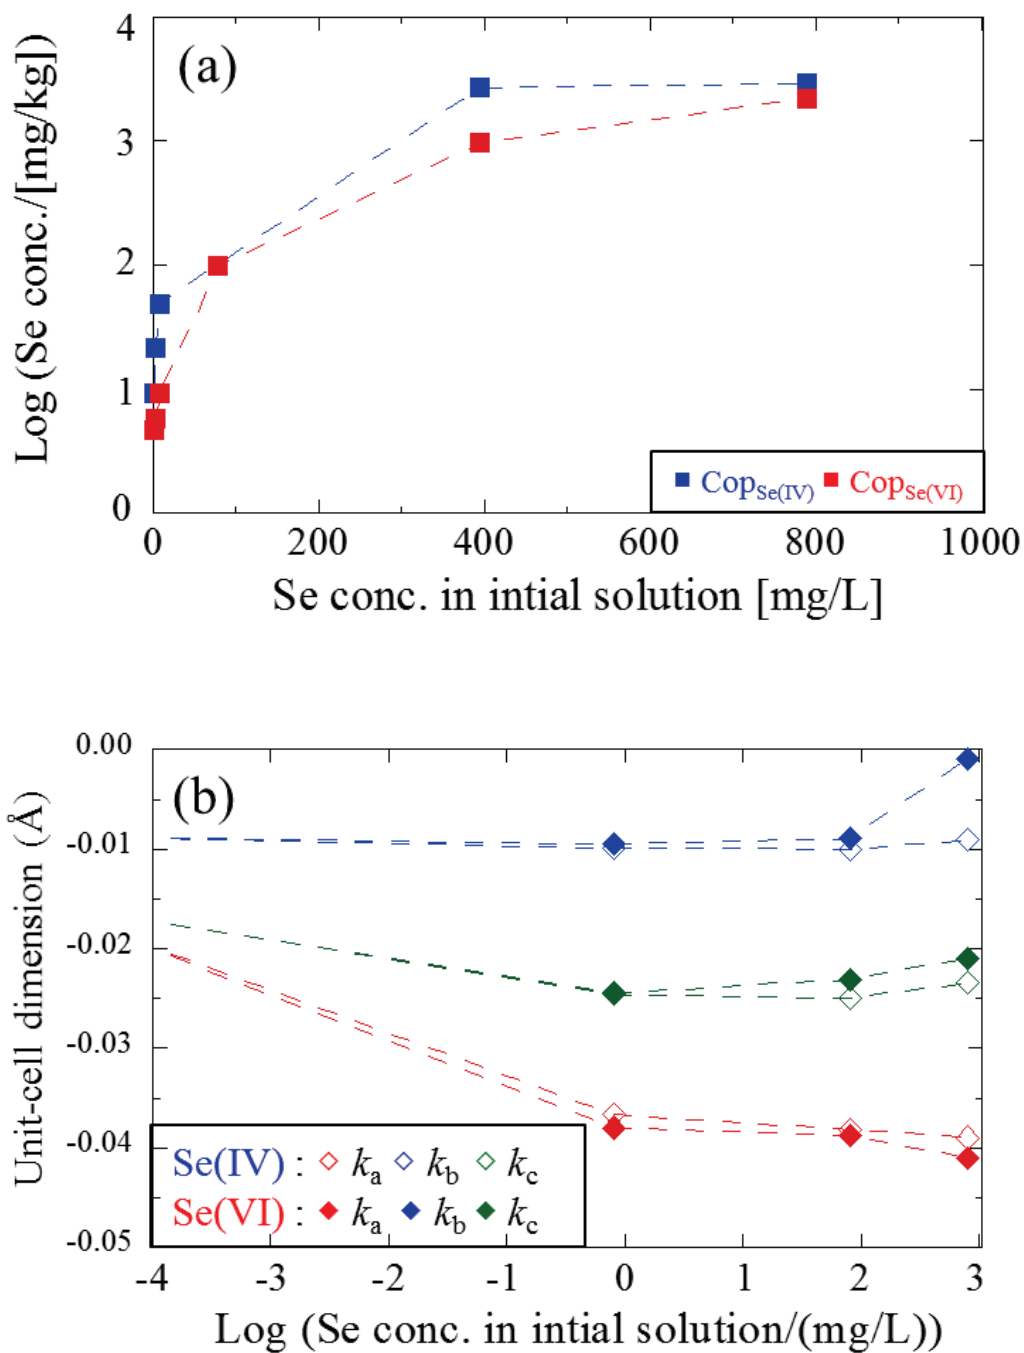 (a)
Log (Se conc./[mg/kg])
4
3
2
1
0
0 200 400 600 800 1000
Cop_Se(IV) Cop_Se(VI)
Se conc. in intial solution [mg/L]
(b)
Unit-cell dimension (Å)
0.00
-0.01
-0.02
-0.03
-0.04
-0.05
Se(IV) : k_a k_b k_c
Se(VI) : k_a k_b k_c
-4 -3 -2 -1 0 1 2 3
Log (Se conc. in intial solution/(mg/L))